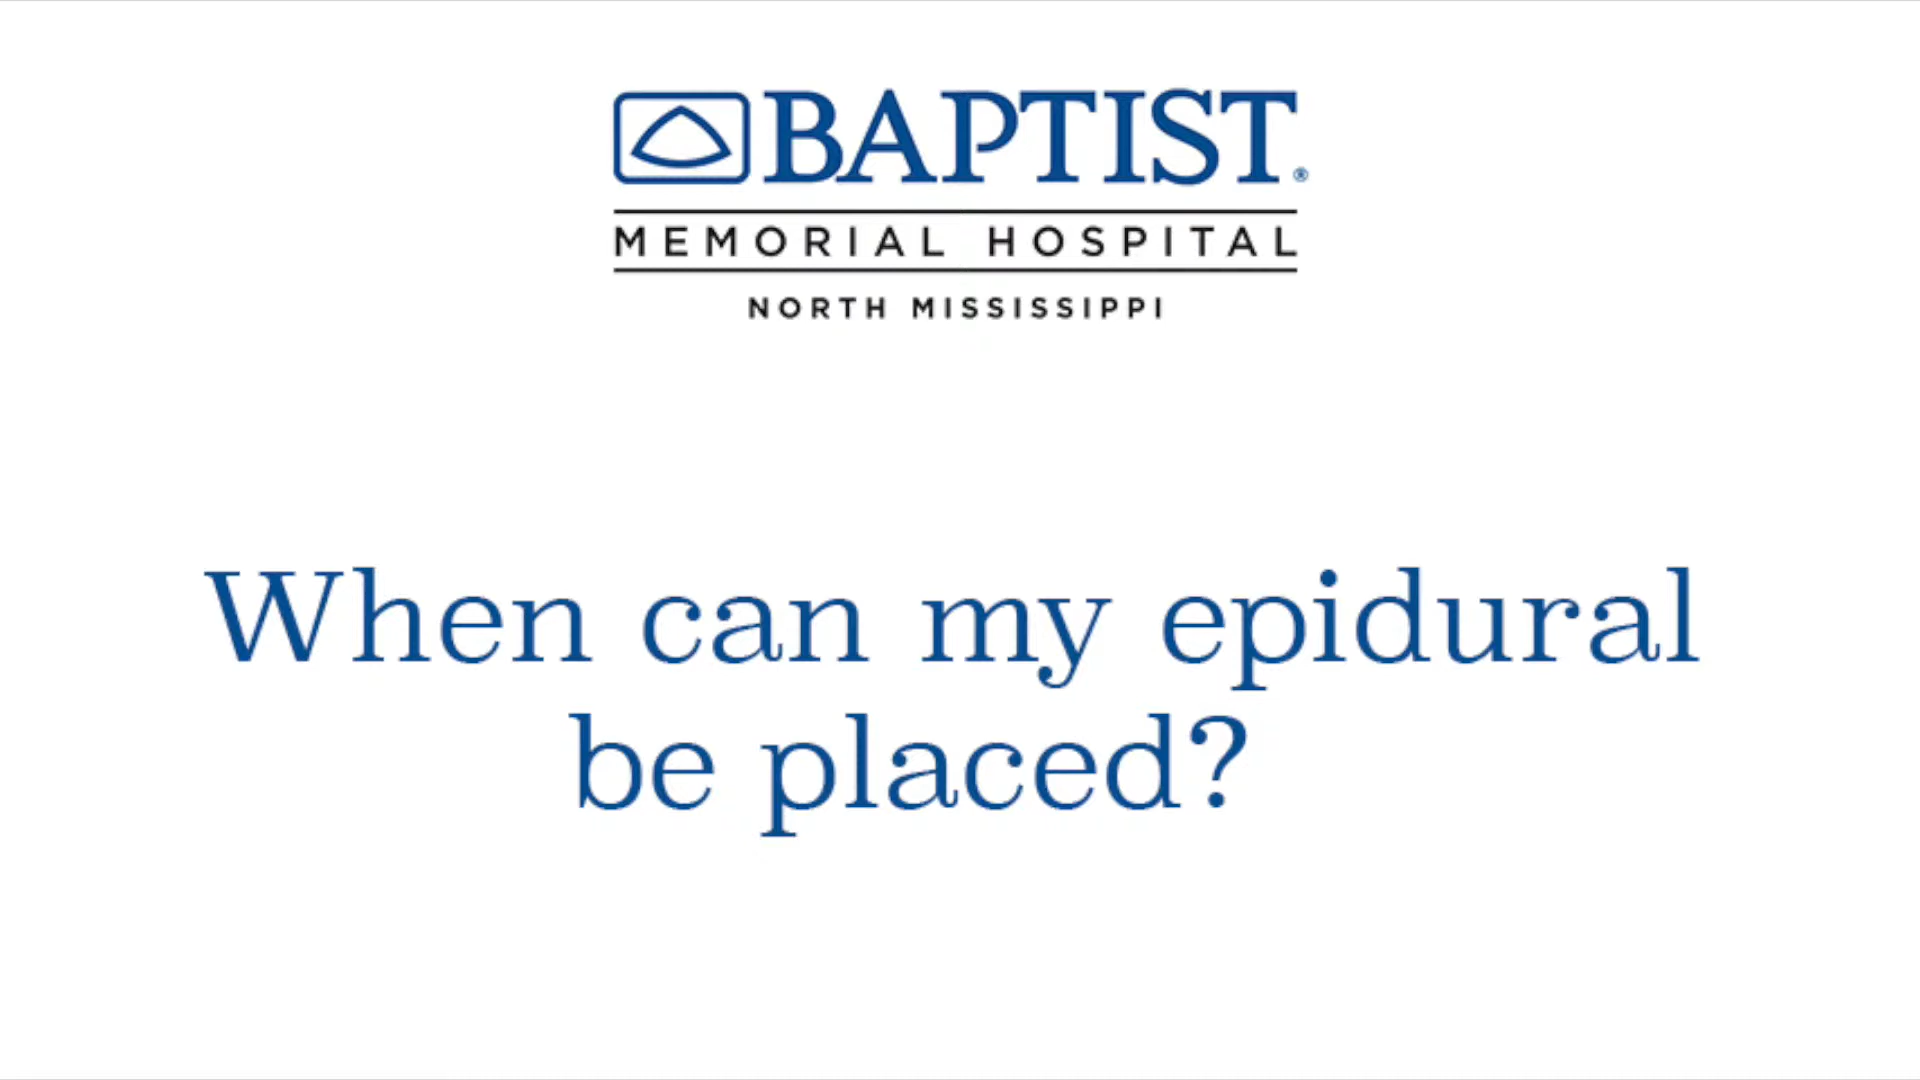 BAPTIST®
MEMORIAL HOSPITAL
NORTH MISSISSIPPI
When can my epidural
be placed?